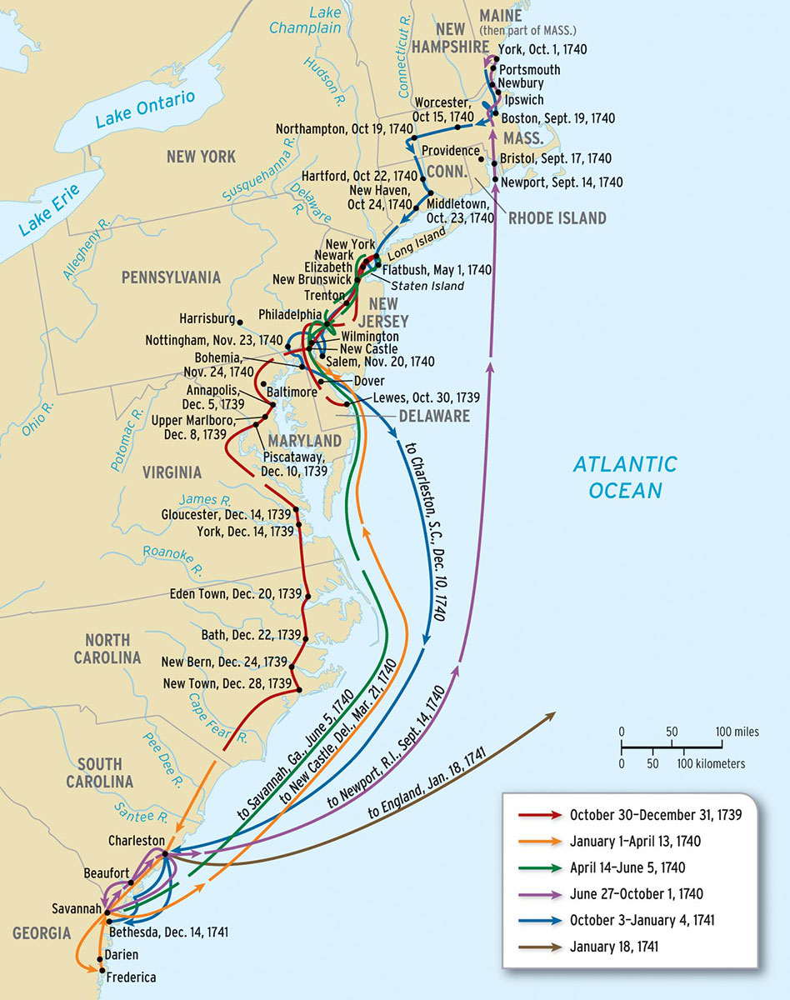 Lake
Champlain
MAINE
(then part of MASS.)
NEW
HAMPSHIRE
York, Oct. 1, 1740
Portsmouth
Newbury
Ipswich
Boston, Sept. 19, 1740
Connecticut R.
Hudson R.
Lake Ontario
Worcester,
Oct 15, 1740
Northampton, Oct 19, 1740
MASS.
NEW YORK
Providence
Bristol, Sept. 17, 1740
CONN.
Susquehanna R.
Hartford, Oct 22, 1740
Newport, Sept. 14, 1740
Lake Erie
Delaware
R.
New Haven,
Oct 24, 1740
Middletown,
Oct. 23, 1740
RHODE ISLAND
Allegheny R.
Long Island
New York
Newark
Elizabeth
Flatbush, May 1, 1740
New Brunswick
Staten Island
PENNSYLVANIA
Trenton
NEW
JERSEY
Philadelphia
Harrisburg
Wilmington
Nottingham, Nov. 23, 1740
New Castle
Salem, Nov. 20, 1740
Bohemia,
Nov. 24, 1740
Dover
Baltimore
Annapolis,
Dec. 5, 1739
Lewes, Oct. 30, 1739
DELAWARE
Ohio R.
Potomac R.
Upper Marlboro,
Dec. 8, 1739
MARYLAND
Piscataway,
Dec. 10, 1739
to Charleston, S.C., Dec. 10, 1740
ATLANTIC
OCEAN
VIRGINIA
James R.
Gloucester, Dec. 14, 1739
York, Dec. 14, 1739
Roanoke R.
Eden Town, Dec. 20, 1739
Bath, Dec. 22, 1739
NORTH
CAROLINA
New Bern, Dec. 24, 1739
New Town, Dec. 28, 1739
Cape Fear R.
Pee Dee R.
to Savannah, Ga., June 5, 1740
to New Castle, Del., Mar. 21, 1740
to Newport, R.I., Sept. 14, 1740
to England, Jan. 18, 1741
0 50 100 miles
0 50 100 kilometers
SOUTH
CAROLINA
Santee R.
Charleston
Beaufort
Savannah
GEORGIA
Bethesda, Dec. 14, 1741
Darien
Frederica
October 30–December 31, 1739
January 1–April 13, 1740
April 14–June 5, 1740
June 27–October 1, 1740
October 3–January 4, 1741
January 18, 1741